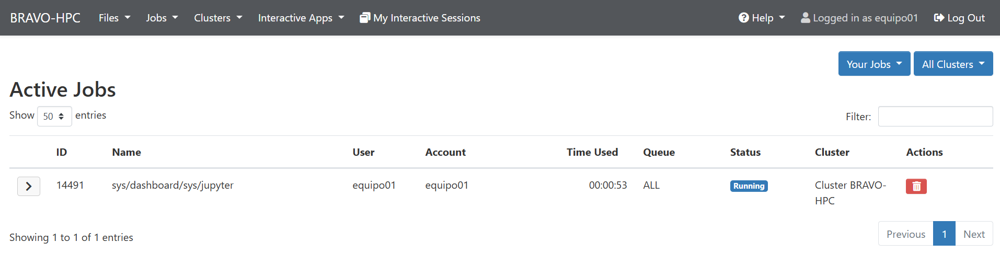 BRAVO-HPC Files Jobs Clusters Interactive Apps My Interactive Sessions Help Logged in as equipo01 Log Out
Your Jobs All Clusters
Active Jobs
Show 50 entries Filter:
ID Name User Account Time Used Queue Status Cluster Actions
14491 sys/dashboard/sys/jupyter equipo01 equipo01 00:00:53 ALL Running Cluster BRAVO-
HPC
Showing 1 to 1 of 1 entries Previous 1 Next